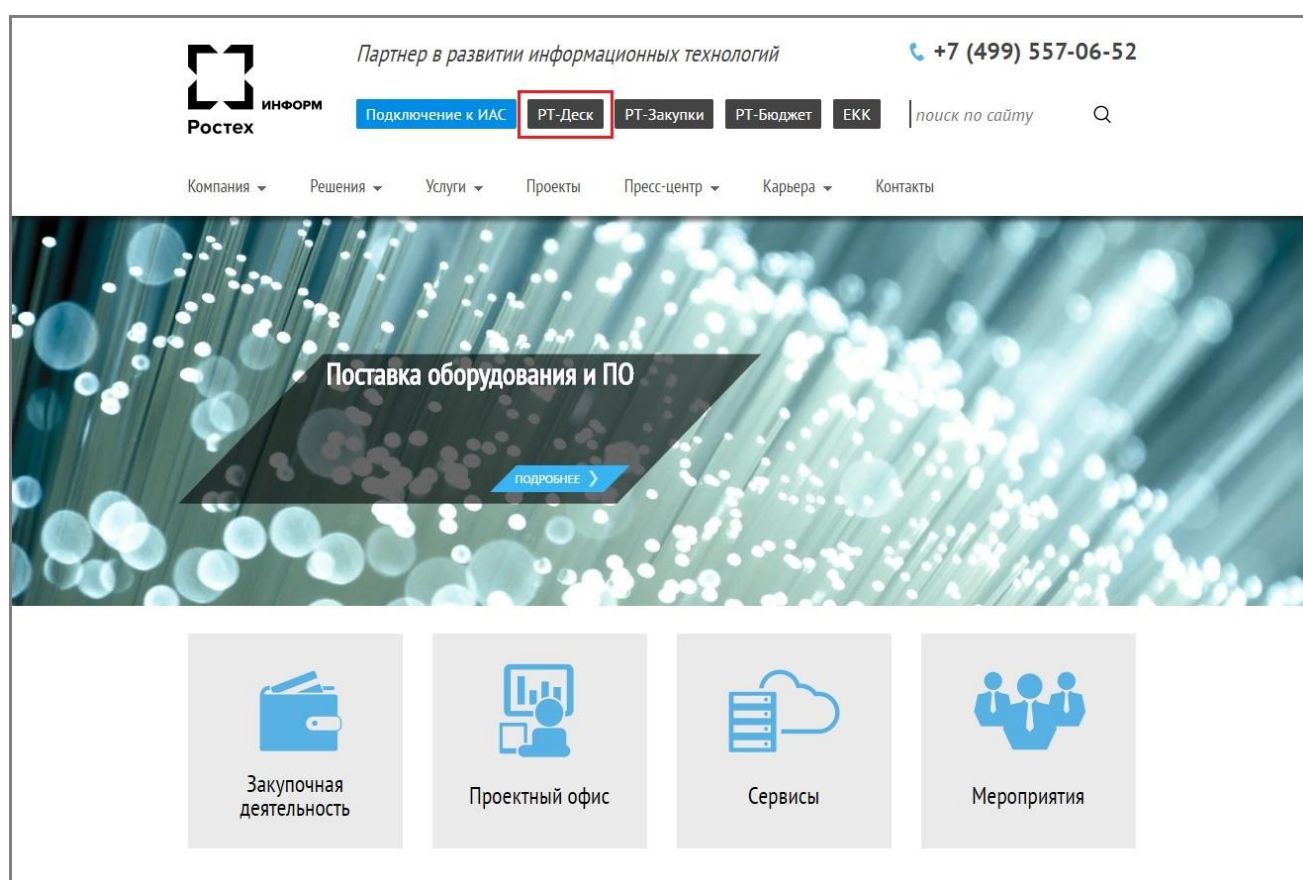 Партнер в развитии информационных технологий
+7 (499) 557-06-52
информ
Ростех
Подключение к ИАС РТ-Деск РТ-Закупки РТ-Бюджет ЕКК поиск по сайту
Компания Решения Услуги Проекты Пресс-центр Карьера Контакты
Поставка оборудования и ПО
ПОДРОБНЕЕ
Закупочная
деятельность
Проектный офис
Сервисы
Мероприятия